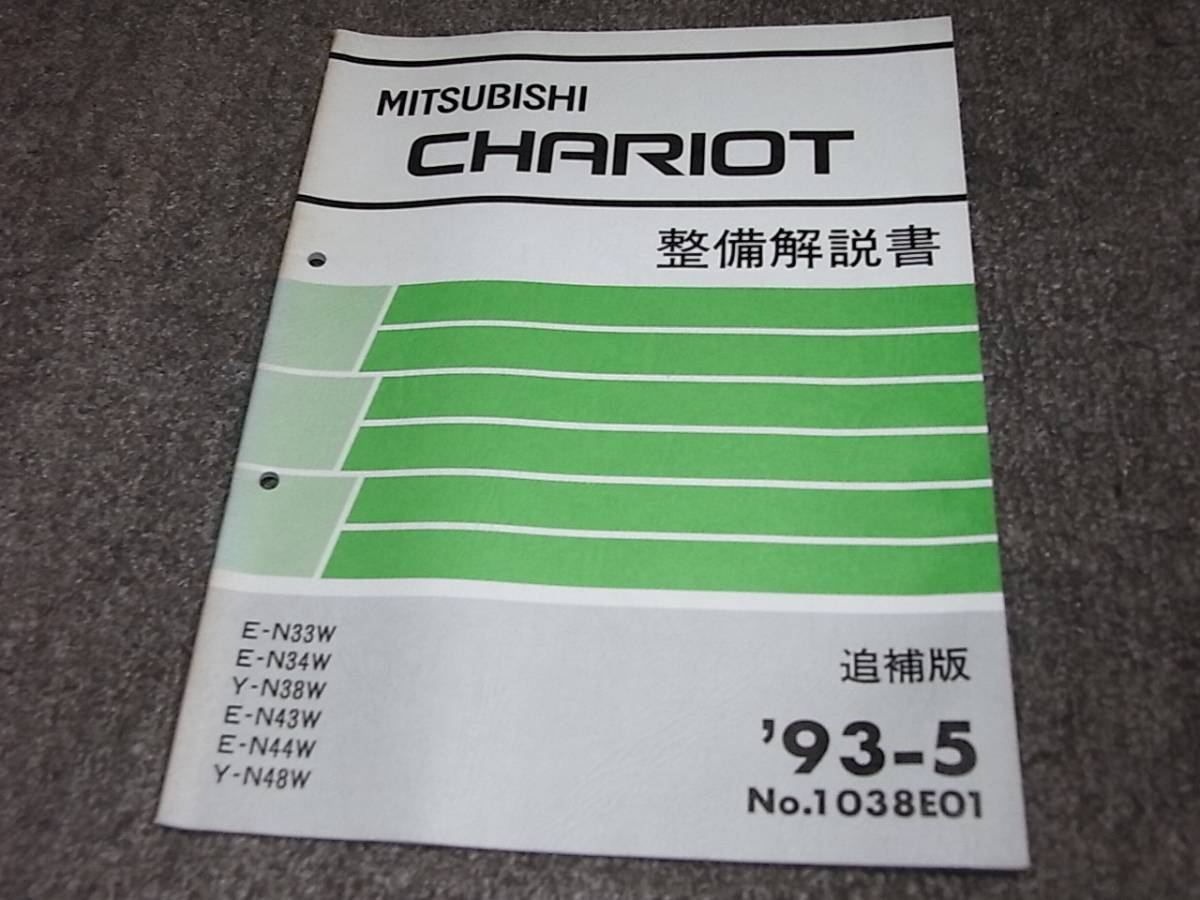 MITSUBISHI
CHARIOT
整備解説書
E-N33W
E-N34W
Y-N38W
E-N43W
E-N44W
Y-N48W
追補版
'93-5
No.1038E01